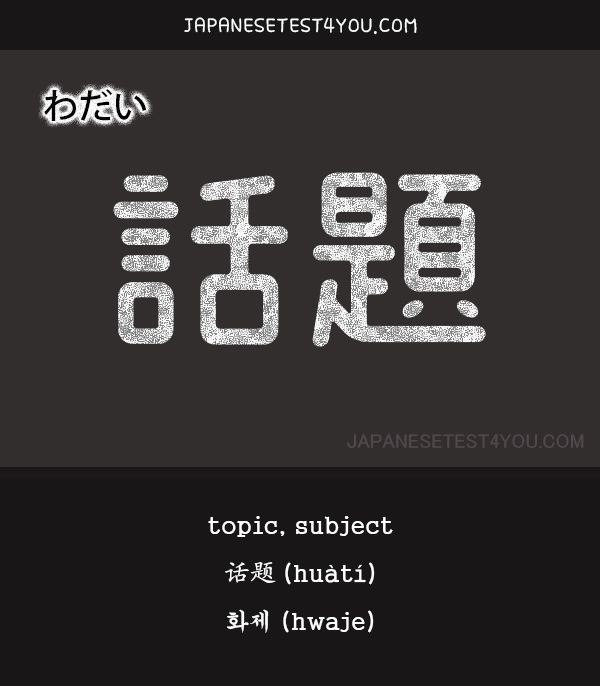 JAPANESETEST4YOU.COM
わだい
話題
JAPANESETEST4YOU.COM
topic, subject
话题 (huàtí)
화제 (hwaje)